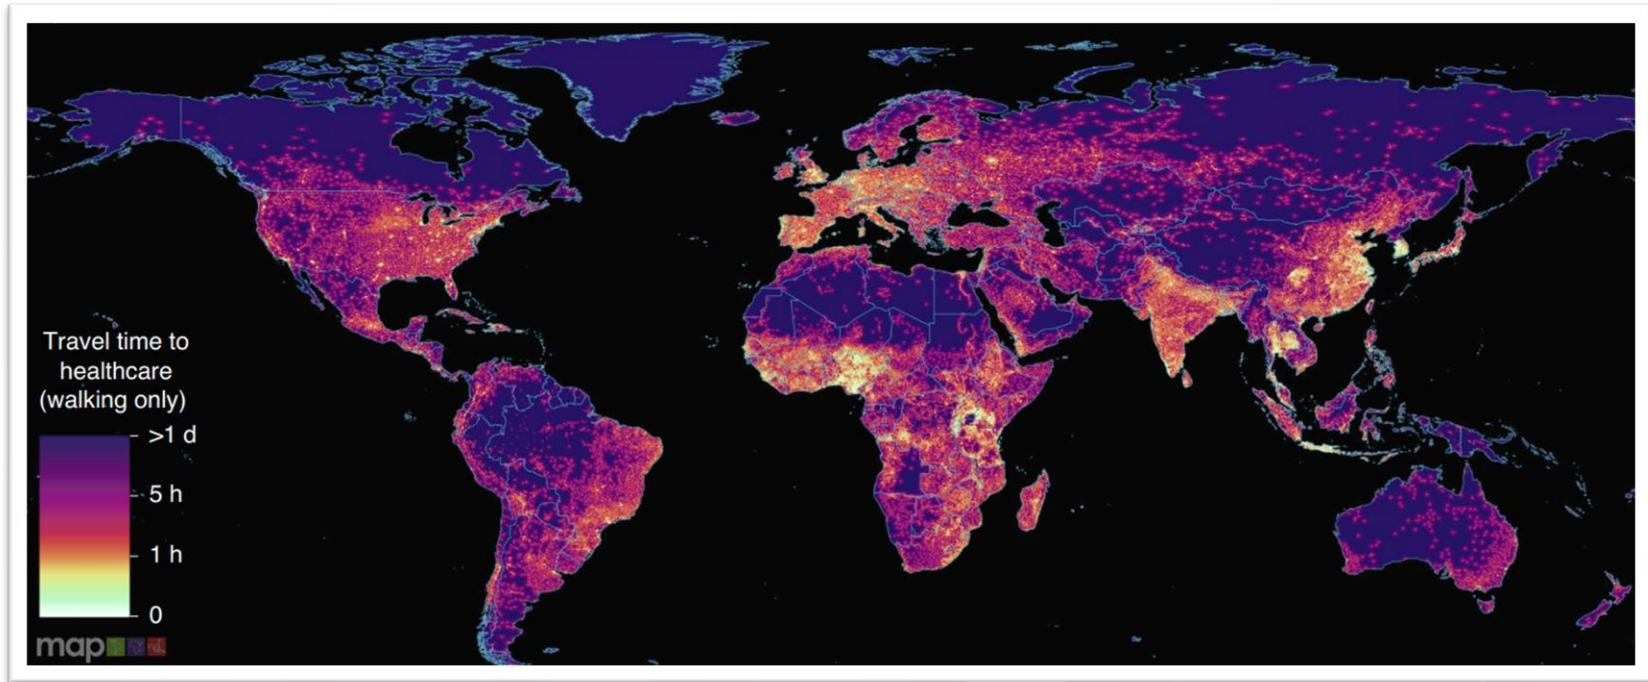 Travel time to
healthcare
(walking only)
>1 d
5 h
1 h
0
map